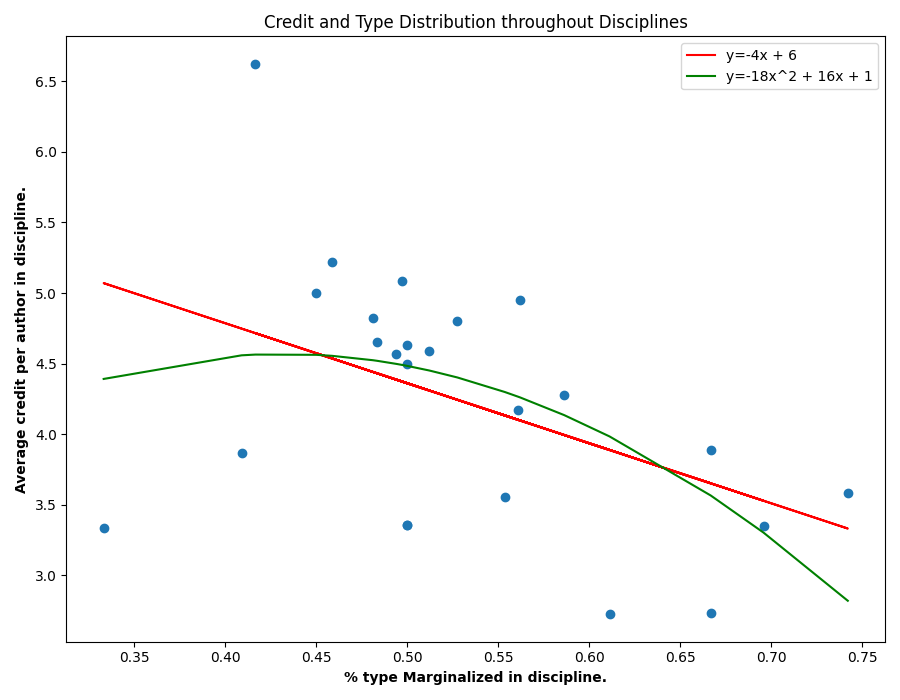 Credit and Type Distribution throughout Disciplines
y=-4x + 6
y=-18x^2 + 16x + 1
Average credit per author in discipline.
6.5
6.0
5.5
5.0
4.5
4.0
3.5
3.0
0.35 0.40 0.45 0.50 0.55 0.60 0.65 0.70 0.75
% type Marginalized in discipline.